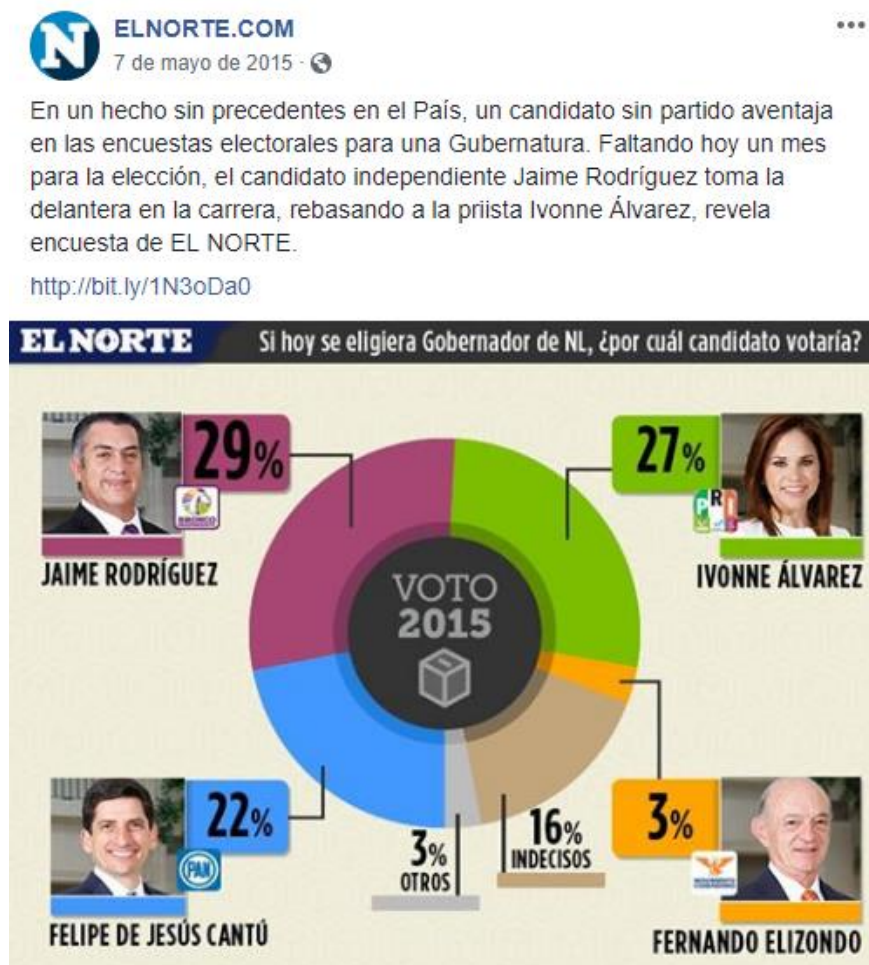 ELNORTE.COM
7 de mayo de 2015
En un hecho sin precedentes en el País, un candidato sin partido aventaja
en las encuestas electorales para una Gubernatura. Faltando hoy un mes
para la elección, el candidato independiente Jaime Rodríguez toma la
delantera en la carrera, rebasando a la priista Ivonne Álvarez, revela
encuesta de EL NORTE.
http://bit.ly/1N3oDa0
EL NORTE Si hoy se eligiera Gobernador de NL, ¿por cuál candidato votaría?
29%
BRONCO
JAIME RODRÍGUEZ
27%
PRI
IVONNE ÁLVAREZ
VOTO
2015
22%
PAN
FELIPE DE JESÚS CANTÚ
3%
OTROS
16%
INDECISOS
3%
FERNANDO ELIZONDO